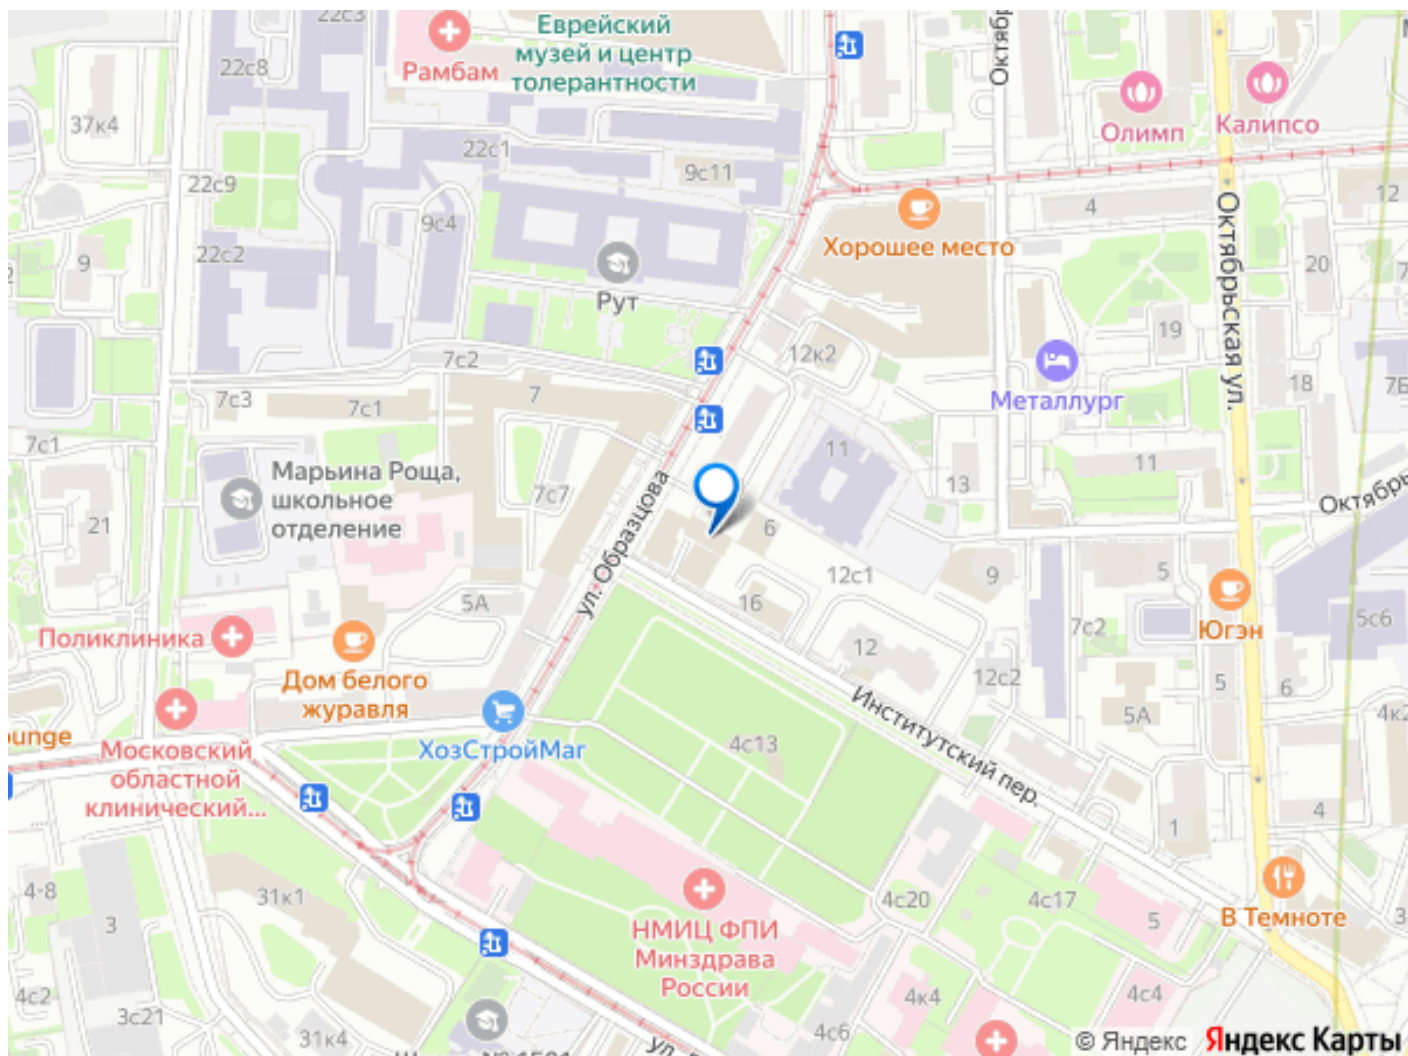 22с3
Еврейский
музей и центр
толерантности
Рамбам
22с8
37к4
22с1
9с11
22с9
9с4
22с2
9
Рут
Олимп
Калипсо
4
12
Хорошее место
Октябрьская ул.
20
19
12к2
Металлург
18
7Б
7с2
7
7с3
7с1
7с1
11
11
13
Марьина Роща,
школьное
отделение
7с7
21
ул. Образцова
6
12с1
9
5
16
5А
Поликлиника
Дом белого
журавля
12
7с2
Югэн
5с6
12с2
5
6
5А
4к2
Институтский пер.
ХозСтройМаг
Московский
областной
клинический...
4с13
4
1
4-8
3
31к1
4с20
4с17
5
В Темноте
НМИЦ ФПИ
Минздрава
России
4с2
3с21
31к4
4к4
4с4
4с6
© Яндекс Яндекс Карты